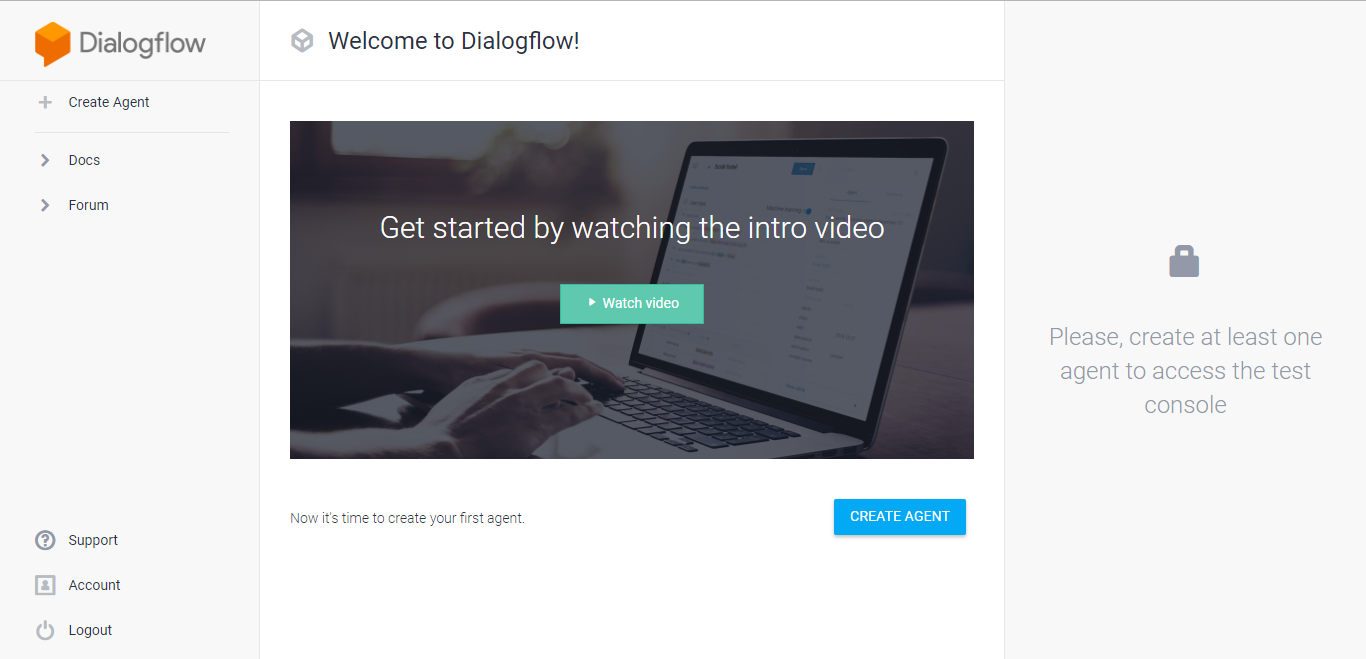 Dialogflow
Welcome to Dialogflow!
Create Agent
Docs
Forum
Get started by watching the intro video
Watch video
Please, create at least one
agent to access the test
console
Now it's time to create your first agent.
CREATE AGENT
Support
Account
Logout